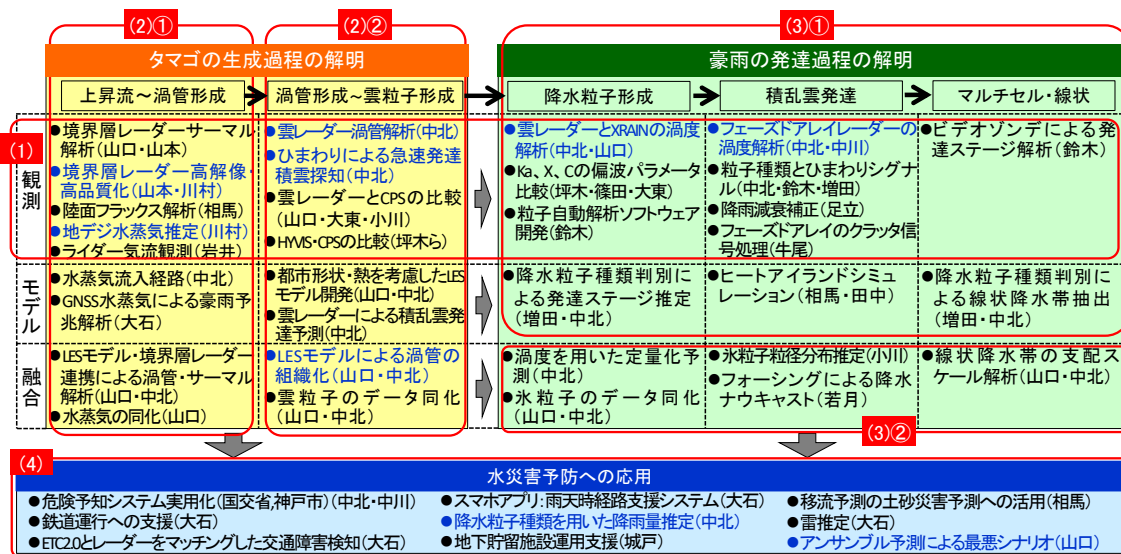 (2)①
(2)②
(3)①
タマゴの生成過程の解明
豪雨の発達過程の解明
上昇流～渦管形成
渦管形成～雲粒子形成
降水粒子形成
積乱雲発達
マルチセル・線状
(1)
観測
●境界層レーダーサーマル
解析(山口・山本)
●境界層レーダー高解像・
高品質化(山本・川村)
●陸面フラックス解析(相馬)
●地デジ水蒸気推定(川村)
●ライダー気流観測(岩井)
●雲レーダー渦管解析(中北)
●ひまわりによる急速発達
積雲探知(中北)
●雲レーダーとCPSの比較
(山口・大東・小川)
●HYVIS・CPSの比較(坪木ら)
●雲レーダーとXRAINの渦度
解析(中北・山口)
●Ka、X、Cの偏波パラメータ
比較(坪木・篠田・大東)
●粒子自動解析ソフトウェア
開発(鈴木)
●フェーズドアレイレーダーの
渦度解析(中北・中川)
●粒子種類とひまわりシグナ
ル(中北・鈴木・増田)
●降雨減衰補正(足立)
●フェーズドアレイのクラッタ信
号処理(牛尾)
●ビデオゾンデによる発
達ステージ解析(鈴木)
モデル
●水蒸気流入経路(中北)
●GNSS水蒸気による豪雨予
兆解析(大石)
●都市形状・熱を考慮したLES
モデル開発(山口・中北)
●雲レーダーによる積乱雲発
達予測(中北)
●降水粒子種類判別に
よる発達ステージ推定
(増田・中北)
●ヒートアイランドシミュ
レーション(相馬・田中)
●降水粒子種類判別に
よる線状降水帯抽出
(増田・中北)
融合
●LESモデル・境界層レーダー
連携による渦管・サーマル
解析(山口・中北)
●水蒸気の同化(山口)
●LESモデルによる渦管の
組織化(山口・中北)
●雲粒子のデータ同化
(山口・中北)
●渦度を用いた定量化予
測(中北)
●氷粒子のデータ同化
(山口・中北)
●氷粒子粒径分布推定(小川)
●フォーシングによる降水
ナウキャスト(若月)
●線状降水帯の支配ス
ケール解析(山口・中北)
(3)②
(4)
水災害予防への応用
●危険予知システム実用化(国交省,神戸市)(中北・中川)
●鉄道運行への支援(大石)
●ETC2.0とレーダーをマッチングした交通障害検知(大石)
●スマホアプリ:雨天時経路支援システム(大石)
●降水粒子種類を用いた降雨量推定(中北)
●地下貯留施設運用支援(城戸)
●移流予測の土砂災害予測への活用(相馬)
●雷推定(大石)
●アンサンブル予測による最悪シナリオ(山口)